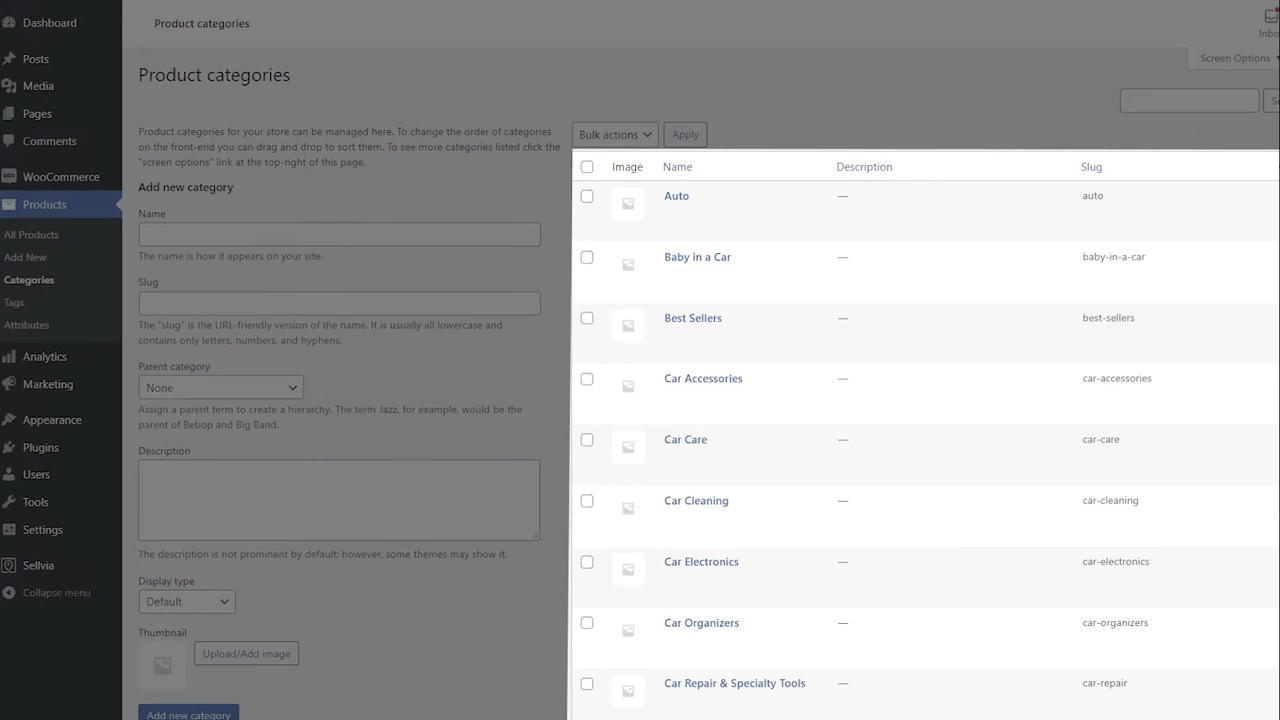 Dashboard
Posts
Media
Pages
Comments
WooCommerce
Products
All Products
Add New
Categories
Tags
Attributes
Analytics
Marketing
Appearance
Plugins
Users
Tools
Settings
Sellvia
Collapse menu
Product categories
Screen Options
Product categories
Product categories for your store can be managed here. To change the order of categories
on the front-end you can drag and drop to sort them. To see more categories listed click the
"screen options" link at the top-right of this page.
Add new category
Name
The name is how it appears on your site.
Slug
The "slug" is the URL-friendly version of the name. It is usually all lowercase and
contains only letters, numbers, and hyphens.
Parent category
None
Assign a parent term to create a hierarchy. The term Jazz, for example, would be the
parent of Bebop and Big Band.
Description
The description is not prominent by default; however, some themes may show it.
Display type
Default
Thumbnail
Upload/Add image
Add new category
Bulk actions Apply
Image Name Description Slug
Auto — auto
Baby in a Car — baby-in-a-car
Best Sellers — best-sellers
Car Accessories — car-accessories
Car Care — car-care
Car Cleaning — car-cleaning
Car Electronics — car-electronics
Car Organizers — car-organizers
Car Repair & Specialty Tools — car-repair